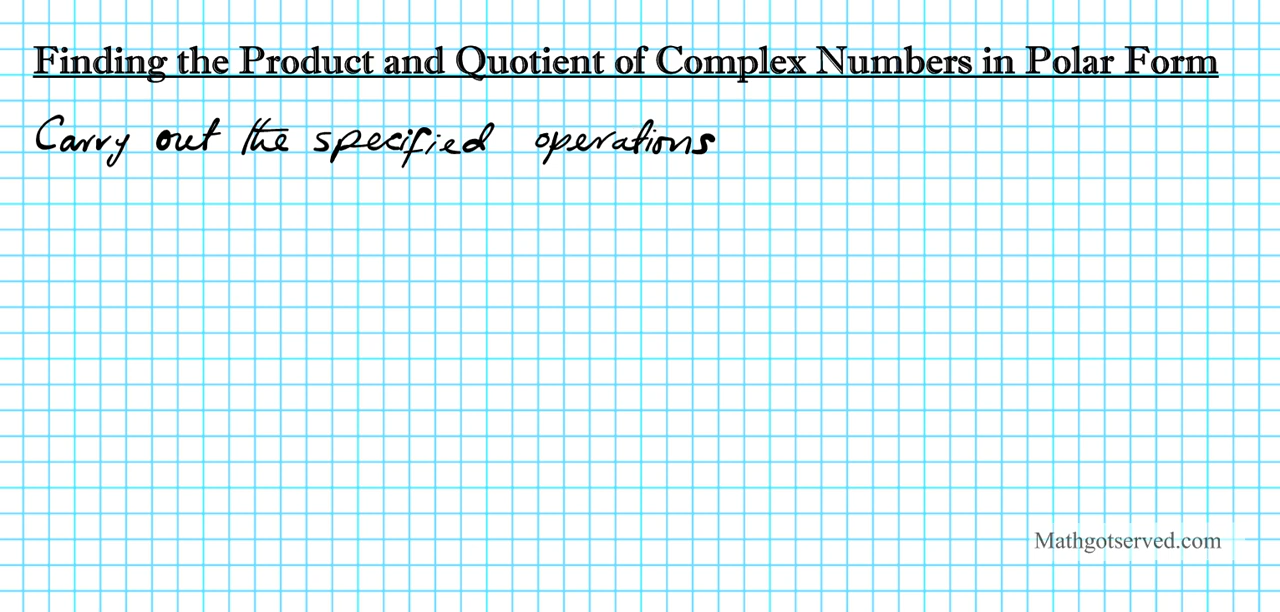 Finding the Product and Quotient of Complex Numbers in Polar Form
Carry out the specified operations
Mathgotserved.com